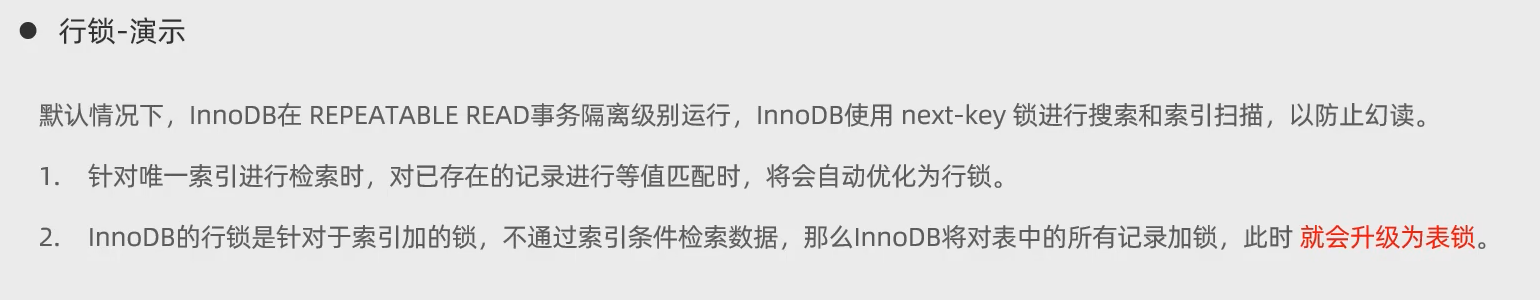 ● 行锁-演示
默认情况下，InnoDB在 REPEATABLE READ事务隔离级别运行，InnoDB使用 next-key 锁进行搜索和索引扫描，以防止幻读。
1. 针对唯一索引进行检索时，对已存在的记录进行等值匹配时，将会自动优化为行锁。
2. InnoDB的行锁是针对于索引加的锁，不通过索引条件检索数据，那么InnoDB将对表中的所有记录加锁，此时 就会升级为表锁。